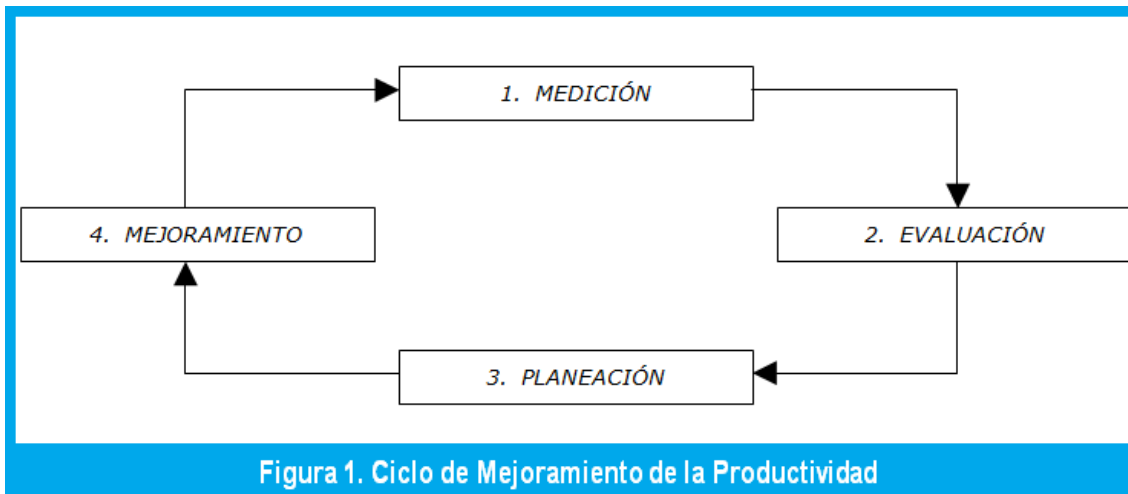 1. MEDICIÓN
2. EVALUACIÓN
3. PLANEACIÓN
4. MEJORAMIENTO
Figura 1. Ciclo de Mejoramiento de la Productividad